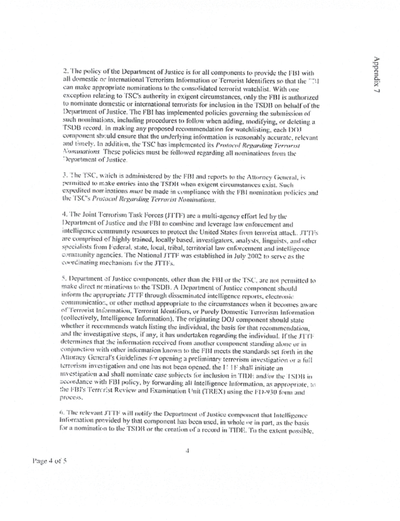 Appendix 7
2. The policy of the Department of Justice is for all components to provide the FBI with
all domestic or international Terrorism Information or Terrorist Identifiers so that the FBI
can make appropriate nominations to the consolidated terrorist watchlist. With one
exception relating to TSC's authority in exigent circumstances, only the FBI is authorized
to nominate domestic or international terrorists for inclusion in the TSDB on behalf of the
Department of Justice. The FBI has implemented policies governing the submission of
such nominations, including procedures to follow when adding, modifying, or deleting a
TSDB record. In making any proposed recommendation for watchlisting, each DOJ
component should ensure that the underlying information is reasonably accurate, relevant
and timely. In addition, the TSC has implemented its Protocol Regarding Terrorist
Nominations. These policies must be followed regarding all nominations from the
Department of Justice.
3. The TSC, which is administered by the FBI and reports to the Attorney General, is
permitted to make entries into the TSDB when exigent circumstances exist. Such
expedited nominations must be made in compliance with the FBI nomination policies and
the TSC's Protocol Regarding Terrorist Nominations.
4. The Joint Terrorism Task Forces (JTTF) are a multi-agency effort led by the
Department of Justice and the FBI to combine and leverage law enforcement and
intelligence community resources to protect the United States from terrorist attack. JTTFs
are comprised of highly trained, locally based, investigators, analysts, linguists, and other
specialists from Federal, state, local, tribal, territorial law enforcement and intelligence
community agencies. The National JTTF was established in July 2002 to serve as the
coordinating mechanism for the JTTFs.
5. Department of Justice components, other than the FBI or the TSC, are not permitted to
make direct nominations to the TSDB. A Department of Justice component should
inform the appropriate JTTF through disseminated intelligence reports, electronic
communication, or other method appropriate to the circumstances when it becomes aware
of Terrorist Information, Terrorist Identifiers, or Purely Domestic Terrorism Information
(collectively, Intelligence Information). The originating DOJ component should state
whether it recommends watch listing the individual, the basis for that recommendation,
and the investigative steps, if any, it has undertaken regarding the individual. If the JTTF
determines that the information received from another component standing alone or in
conjunction with other information known to the FBI meets the standards set forth in the
Attorney General's Guidelines for opening a preliminary terrorism investigation or a full
terrorism investigation and one has not been opened, the JTTF shall initiate an
investigation and shall nominate case subjects for inclusion in TIDE and/or the TSDB in
accordance with FBI policy, by forwarding all Intelligence Information, as appropriate, to
the FBI's Terrorist Review and Examination Unit (TREX) using the FD-930 form and
process.
6. The relevant JTTF will notify the Department of Justice component that Intelligence
Information provided by that component has been used, in whole or in part, as the basis
for a nomination to the TSDB or the creation of a record in TIDE. To the extent possible,
4
Page 4 of 5